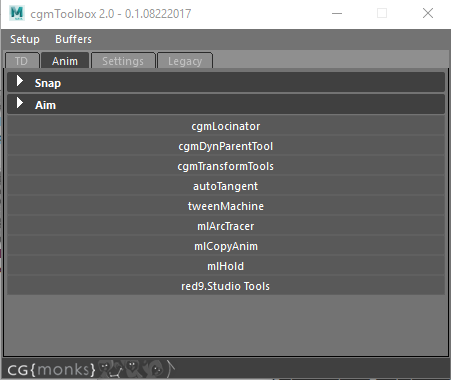 cgmToolbox 2.0 - 0.1.08222017
Setup Buffers
TD Anim Settings Legacy
Snap
Aim
cgmLocinator
cgmDynParentTool
cgmTransformTools
autoTangent
tweenMachine
mlArcTracer
mlCopyAnim
mlHold
red9.Studio Tools
CG{monks}